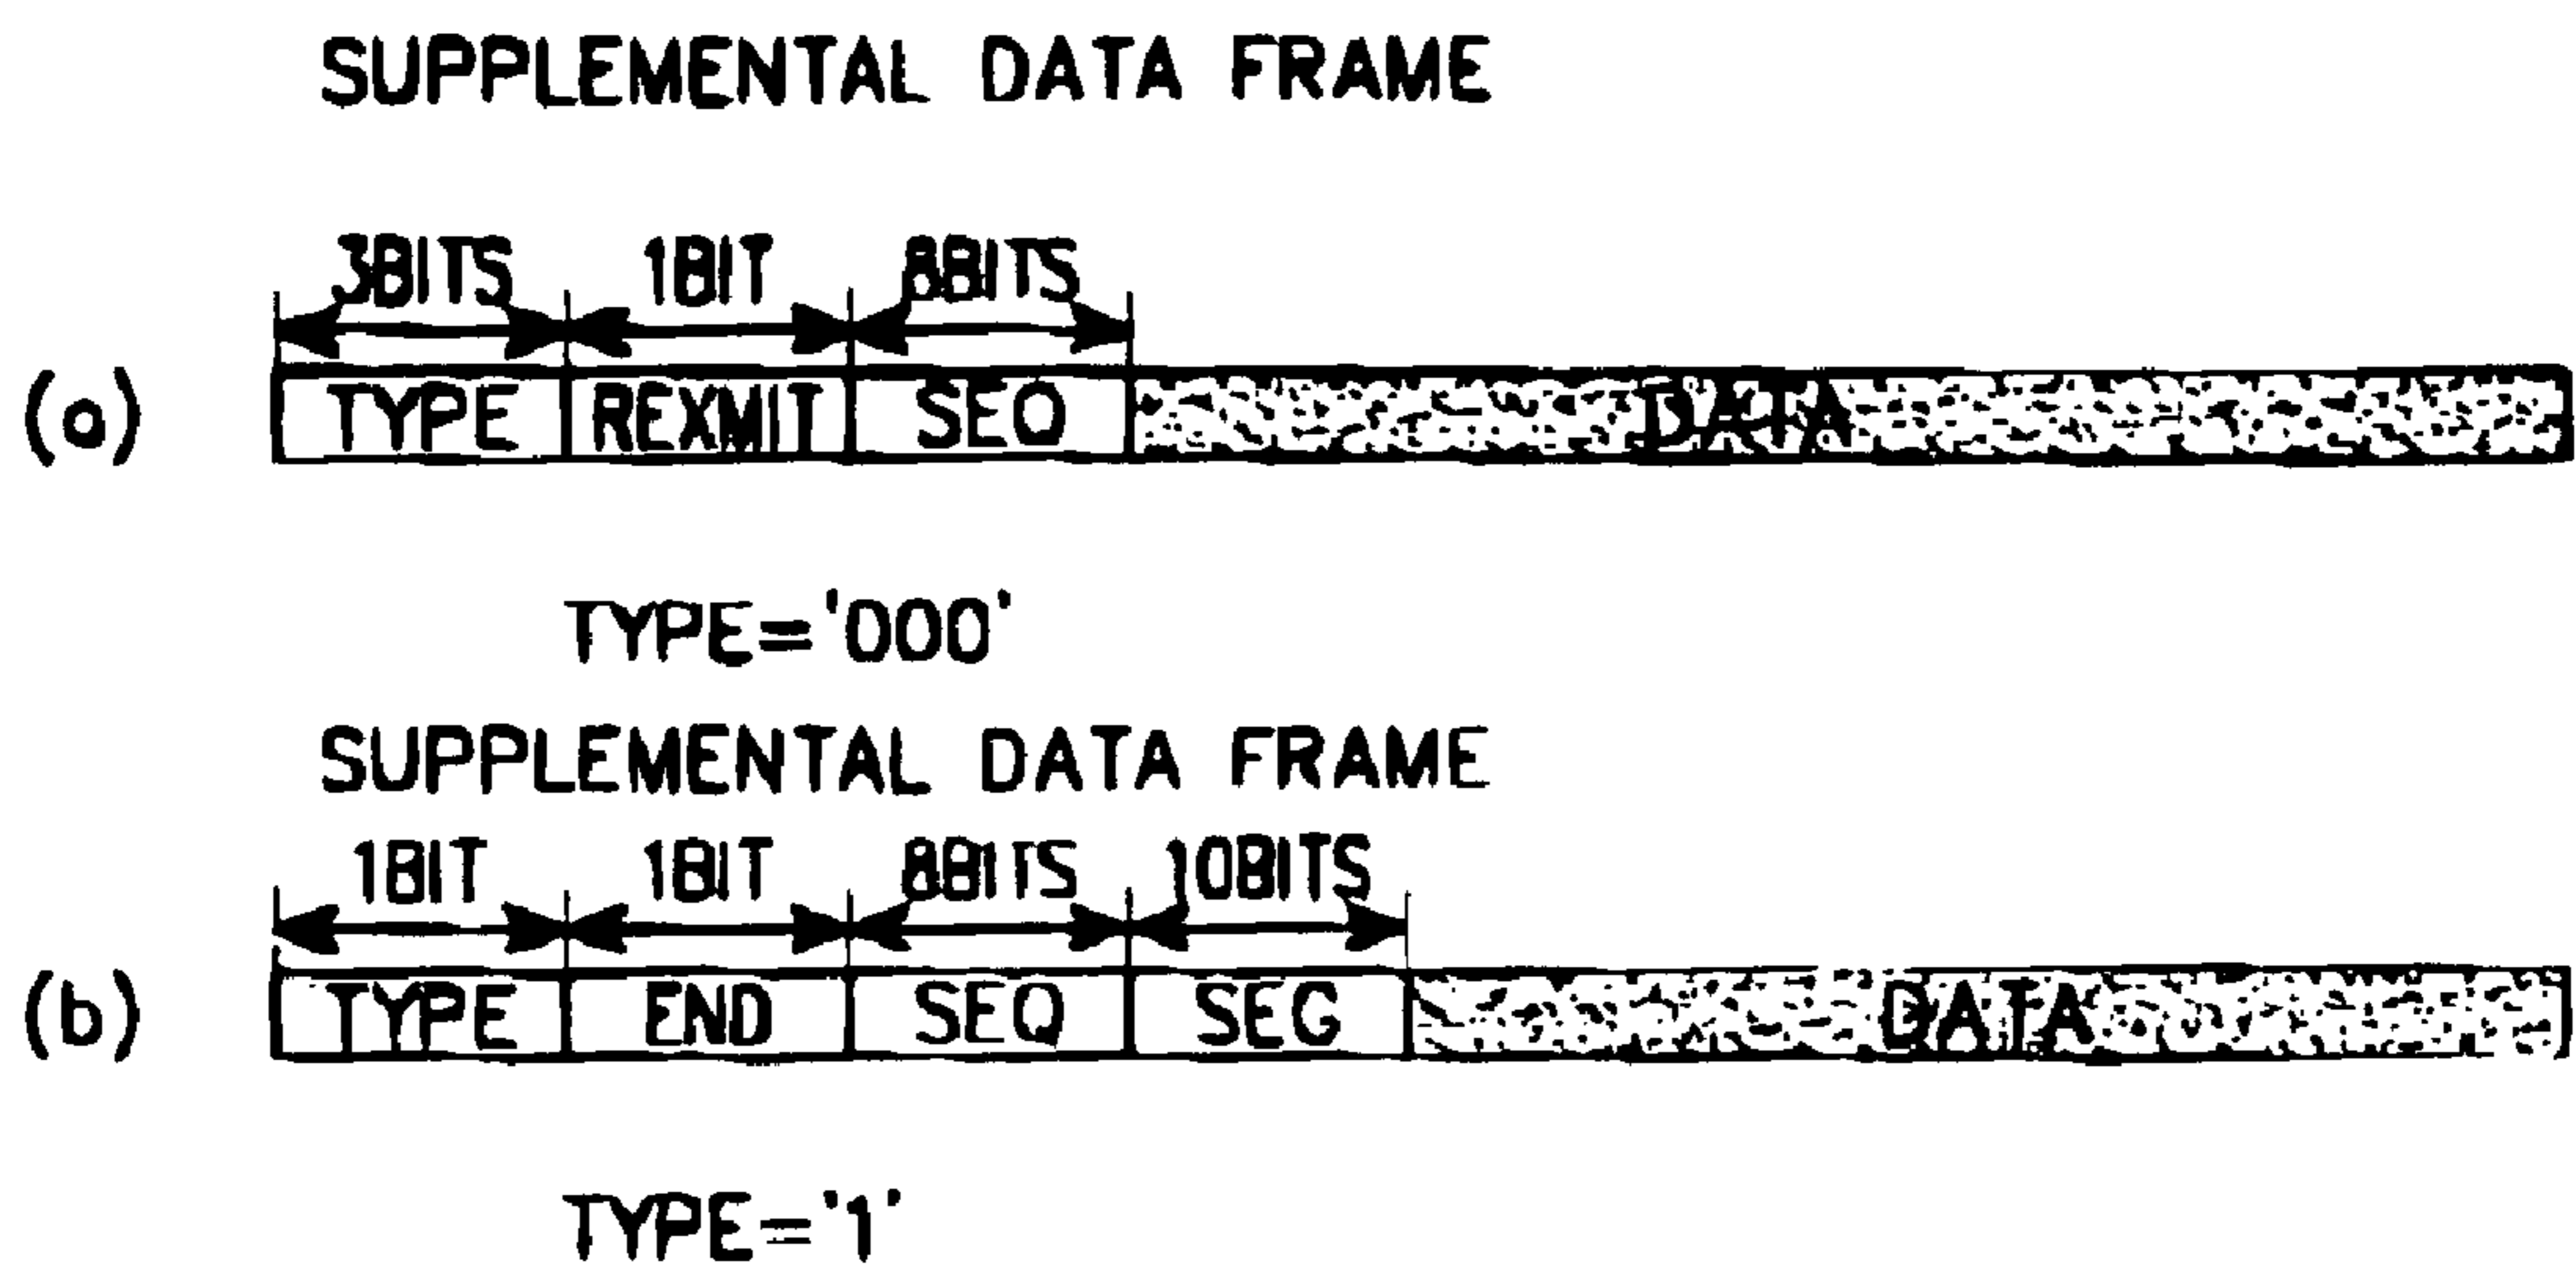 SUPPLEMENTAL DATA FRAME
3BITS 1BIT 8BITS
(a) TYPE REXMIT SEQ DATA
TYPE='000'
SUPPLEMENTAL DATA FRAME
1BIT 1BIT 8BITS 10BITS
(b) TYPE END SEQ SEG DATA
TYPE='1'